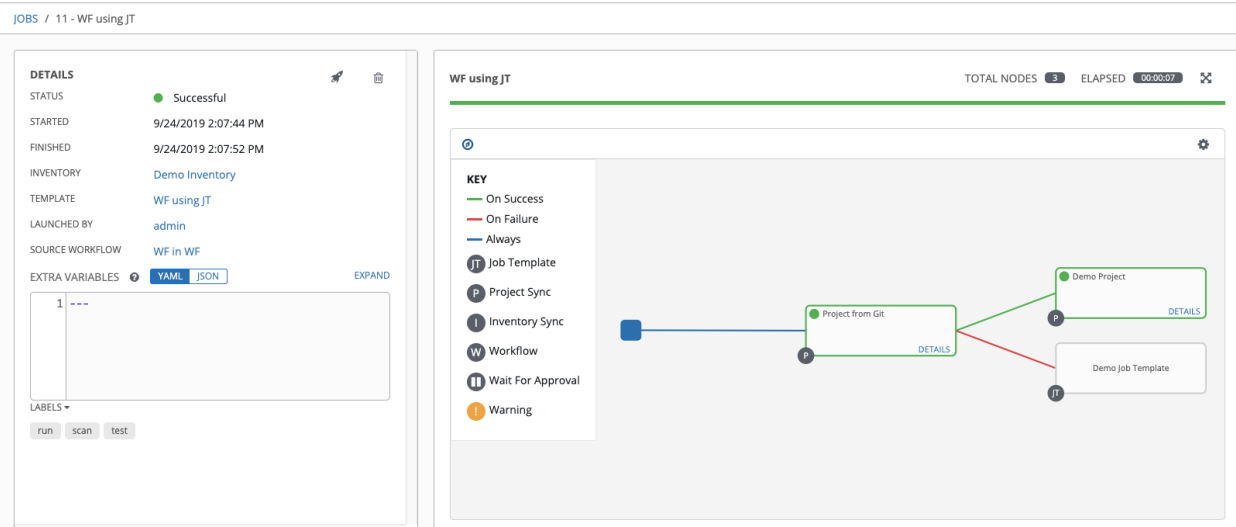 JOBS / 11 - WF using JT
DETAILS
STATUS Successful
STARTED 9/24/2019 2:07:44 PM
FINISHED 9/24/2019 2:07:52 PM
INVENTORY Demo Inventory
TEMPLATE WF using JT
LAUNCHED BY admin
SOURCE WORKFLOW WF in WF
EXTRA VARIABLES ? YAML JSON EXPAND
1 ---
LABELS
run scan test
WF using JT TOTAL NODES 3 ELAPSED 00:00:07
KEY
On Success
On Failure
Always
JT Job Template
P Project Sync
I Inventory Sync
W Workflow
Wait For Approval
! Warning
Project from Git
DETAILS
P
Demo Project
DETAILS
P
Demo Job Template
JT